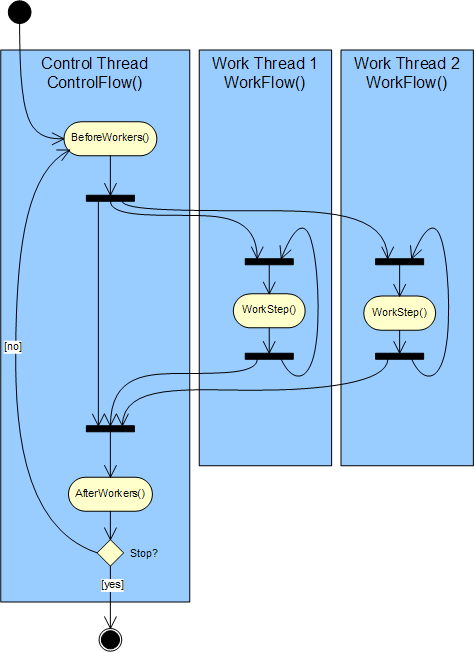 Control Thread
ControlFlow()
Work Thread 1
WorkFlow()
Work Thread 2
WorkFlow()
BeforeWorkers()
WorkStep()
WorkStep()
[no]
AfterWorkers()
Stop?
[yes]